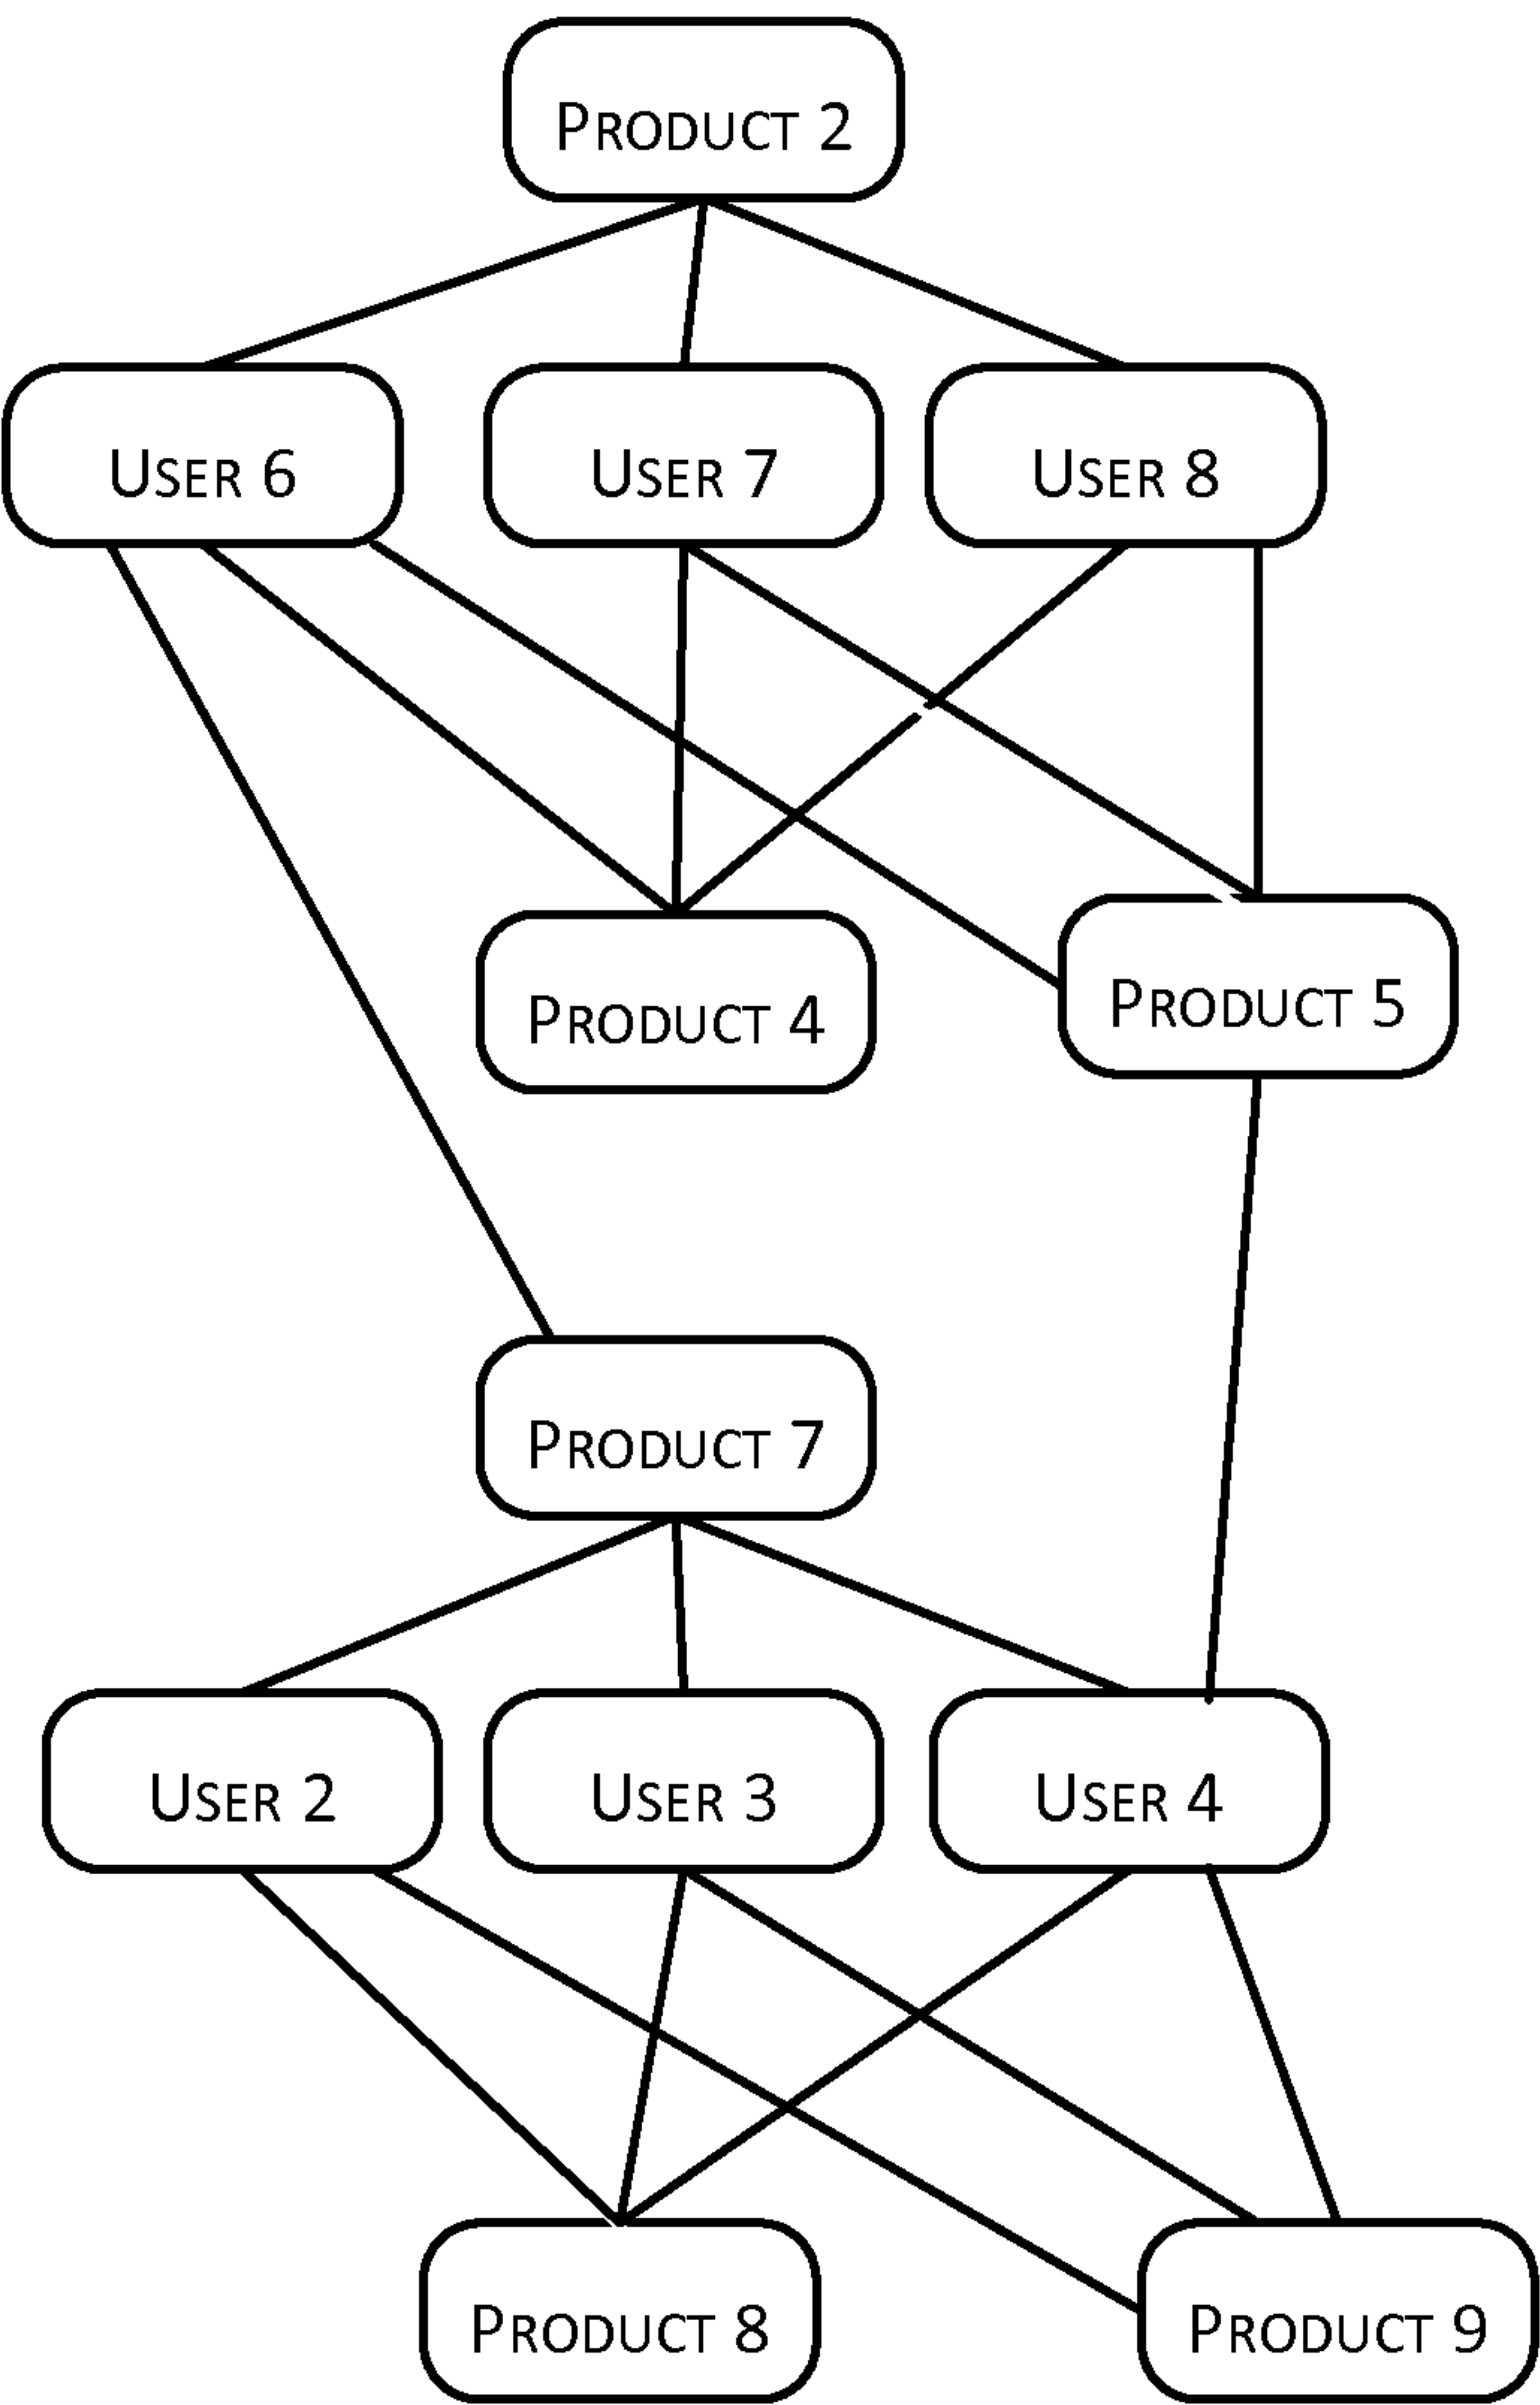 Product 2
User 6
User 7
User 8
Product 4
Product 5
Product 7
User 2
User 3
User 4
Product 8
Product 9